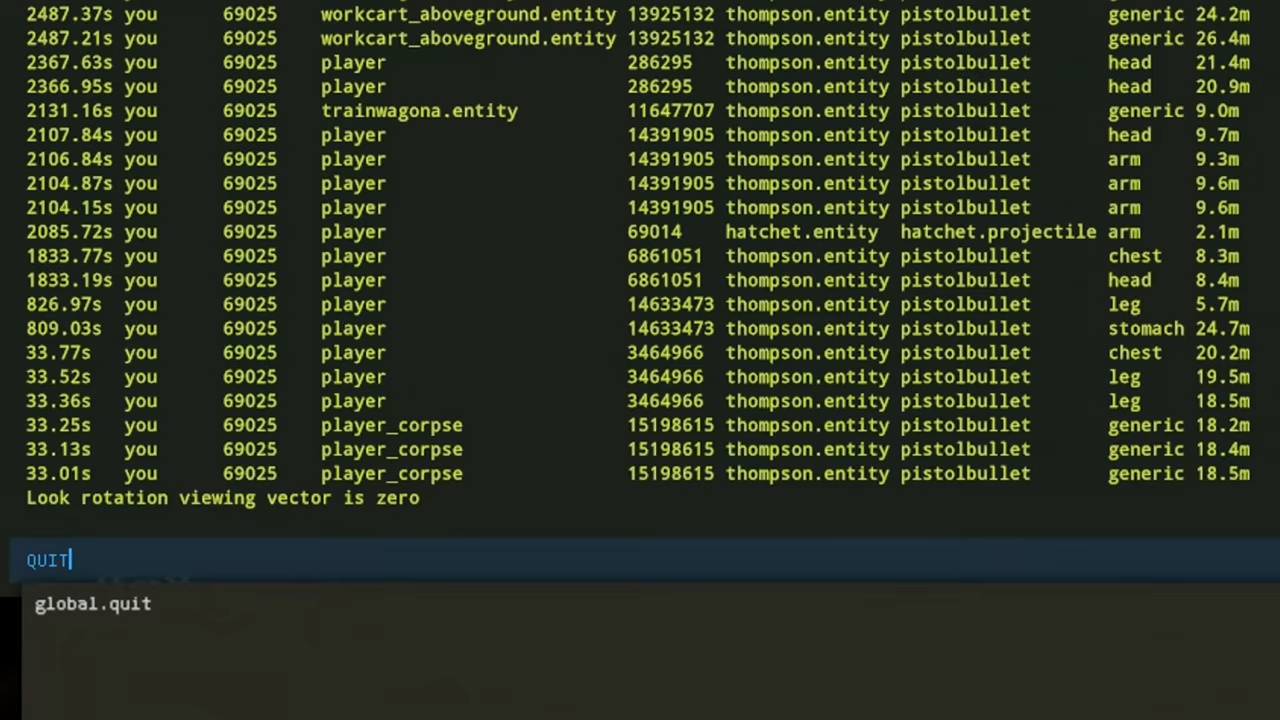 2487.37s you 69025 workcart_aboveground.entity 13925132 thompson.entity pistolbullet generic 24.2m
2487.21s you 69025 workcart_aboveground.entity 13925132 thompson.entity pistolbullet generic 26.4m
2367.63s you 69025 player 286295 thompson.entity pistolbullet head 21.4m
2366.95s you 69025 player 286295 thompson.entity pistolbullet head 20.9m
2131.16s you 69025 trainwagona.entity 11647707 thompson.entity pistolbullet generic 9.0m
2107.84s you 69025 player 14391905 thompson.entity pistolbullet head 9.7m
2106.84s you 69025 player 14391905 thompson.entity pistolbullet arm 9.3m
2104.87s you 69025 player 14391905 thompson.entity pistolbullet arm 9.6m
2104.15s you 69025 player 14391905 thompson.entity pistolbullet arm 9.6m
2085.72s you 69025 player 69014 hatchet.entity hatchet.projectile arm 2.1m
1833.77s you 69025 player 6861051 thompson.entity pistolbullet chest 8.3m
1833.19s you 69025 player 6861051 thompson.entity pistolbullet head 8.4m
826.97s you 69025 player 14633473 thompson.entity pistolbullet leg 5.7m
809.03s you 69025 player 14633473 thompson.entity pistolbullet stomach 24.7m
33.77s you 69025 player 3464966 thompson.entity pistolbullet chest 20.2m
33.52s you 69025 player 3464966 thompson.entity pistolbullet leg 19.5m
33.36s you 69025 player 3464966 thompson.entity pistolbullet leg 18.5m
33.25s you 69025 player_corpse 15198615 thompson.entity pistolbullet generic 18.2m
33.13s you 69025 player_corpse 15198615 thompson.entity pistolbullet generic 18.4m
33.01s you 69025 player_corpse 15198615 thompson.entity pistolbullet generic 18.5m
Look rotation viewing vector is zero
QUIT
global.quit